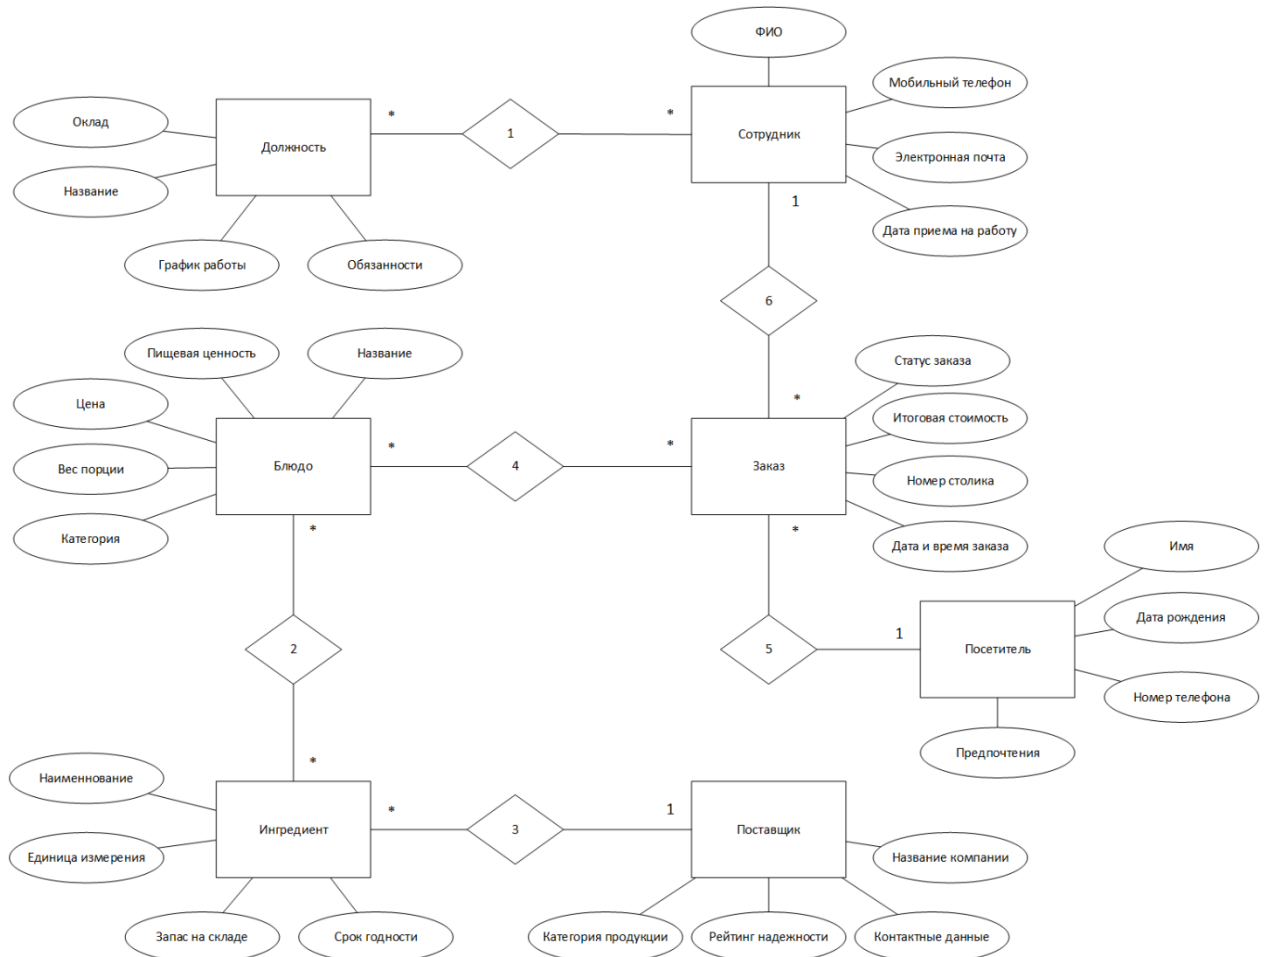 ФИО
Мобильный телефон
Оклад
*
*
1
Должность
Сотрудник
Электронная почта
Название
1
Дата приема на работу
График работы
Обязанности
6
Пищевая ценность
Название
Статус заказа
Цена
*
Итоговая стоимость
*
*
Вес порции
Блюдо
4
Заказ
Номер столика
*
*
Категория
Дата и время заказа
Имя
Дата рождения
1
2
5
Посетитель
Номер телефона
Предпочтения
*
Наименнование
*
1
Ингредиент
3
Поставщик
Единица измерения
Название компании
Запас на складе
Срок годности
Категория продукции
Рейтинг надежности
Контактные данные